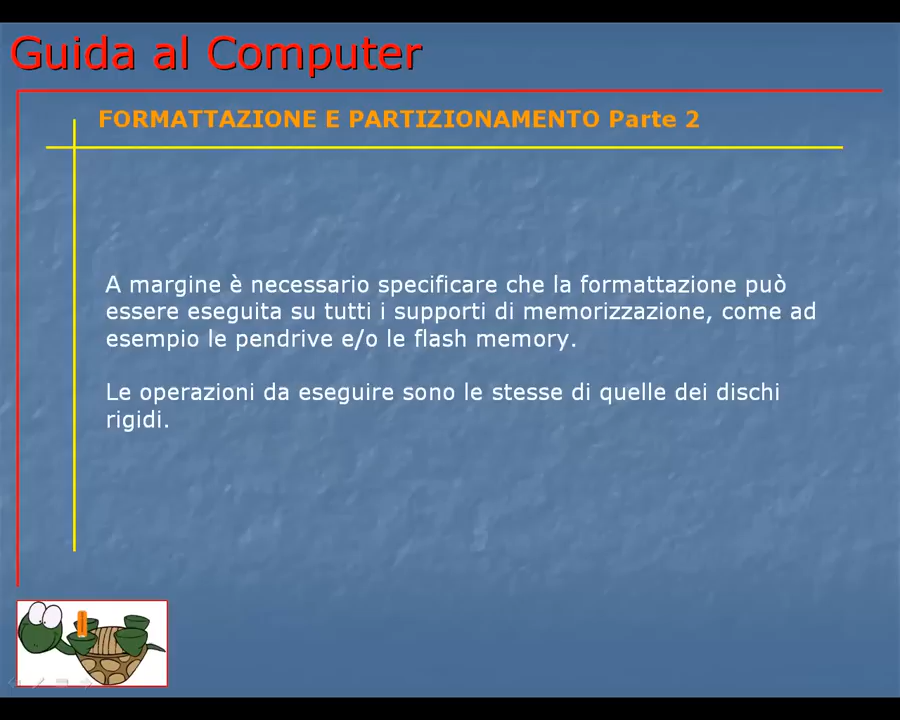 Guida al Computer
FORMATTAZIONE E PARTIZIONAMENTO Parte 2
A margine è necessario specificare che la formattazione può
essere eseguita su tutti i supporti di memorizzazione, come ad
esempio le pendrive e/o le flash memory.
Le operazioni da eseguire sono le stesse di quelle dei dischi
rigidi.